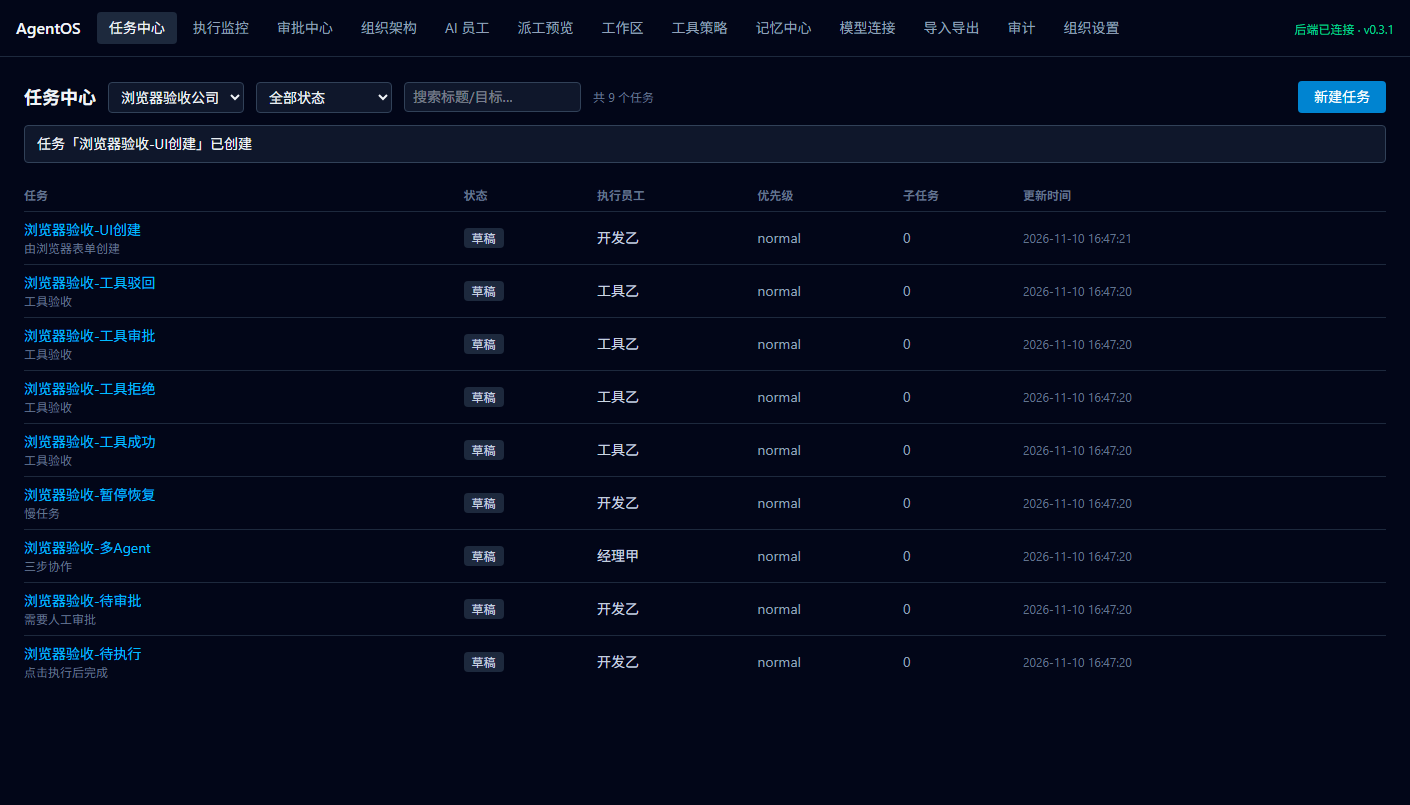 AgentOS 任务中心 执行监控 审批中心 组织架构 AI 员工 派工预览 工作区 工具策略 记忆中心 模型连接 导入导出 审计 组织设置 后端已连接 · v0.3.1
任务中心 浏览器验收公司 全部状态 搜索标题/目标... 共 9 个任务 新建任务
任务「浏览器验收-UI创建」已创建
任务 状态 执行员工 优先级 子任务 更新时间
浏览器验收-UI创建
由浏览器表单创建
草稿 开发乙 normal 0 2026-11-10 16:47:21
浏览器验收-工具驳回
工具验收
草稿 工具乙 normal 0 2026-11-10 16:47:20
浏览器验收-工具审批
工具验收
草稿 工具乙 normal 0 2026-11-10 16:47:20
浏览器验收-工具拒绝
工具验收
草稿 工具乙 normal 0 2026-11-10 16:47:20
浏览器验收-工具成功
工具验收
草稿 工具乙 normal 0 2026-11-10 16:47:20
浏览器验收-暂停恢复
慢任务
草稿 开发乙 normal 0 2026-11-10 16:47:20
浏览器验收-多Agent
三步协作
草稿 经理甲 normal 0 2026-11-10 16:47:20
浏览器验收-待审批
需要人工审批
草稿 开发乙 normal 0 2026-11-10 16:47:20
浏览器验收-待执行
点击执行后完成
草稿 开发乙 normal 0 2026-11-10 16:47:20